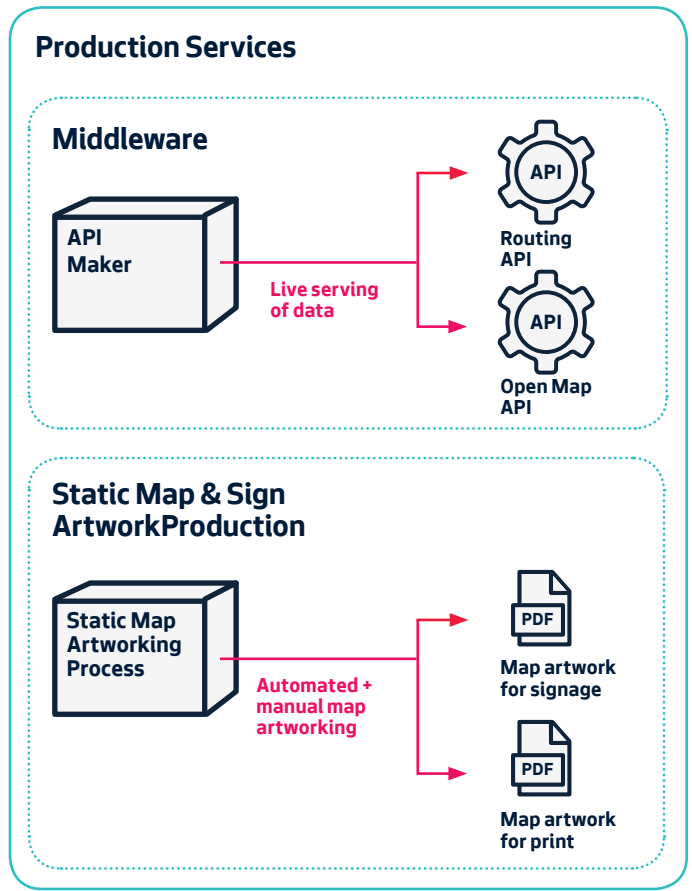 Production Services
Middleware
API
Maker
Live serving
of data
API
Routing
API
API
Open Map
API
Static Map & Sign
ArtworkProduction
Static Map
Artworking
Process
Automated +
manual map
artworking
PDF
Map artwork
for signage
PDF
Map artwork
for print